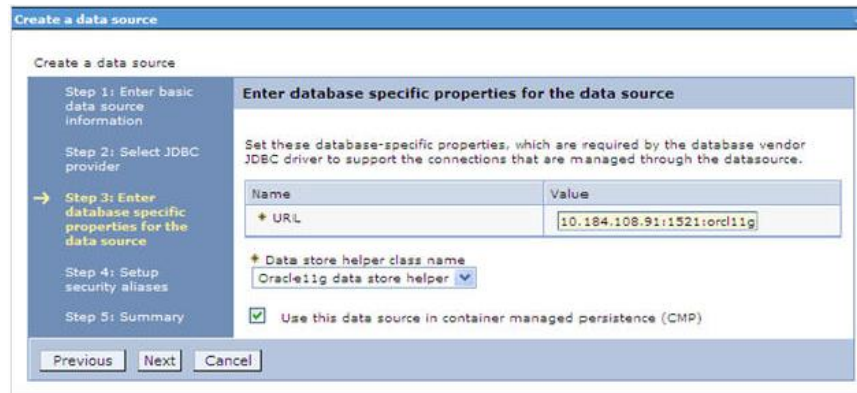 Create a data source
Create a data source
Step 1: Enter basic
data source
information
Step 2: Select JDBC
provider
Step 3: Enter
database specific
properties for the
data source
Step 4: Setup
security aliases
Step 5: Summary
Enter database specific properties for the data source
Set these database-specific properties, which are required by the database vendor
JDBC driver to support the connections that are managed through the datasource.
Name Value
URL 10.184.108.91:1521:orcl11g
Data store helper class name
Oracle11g data store helper
Use this data source in container managed persistence (CMP)
Previous Next Cancel